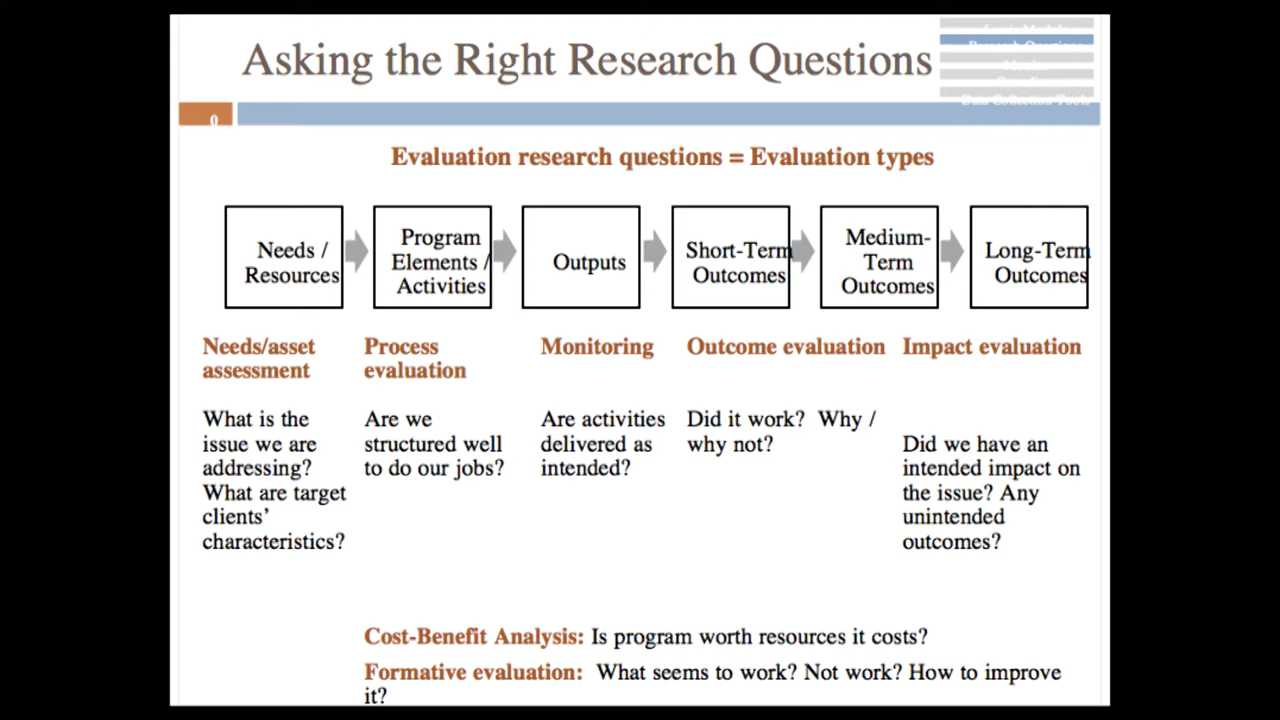 Asking the Right Research Questions
Research Questions
Data Collection Tools
0
Evaluation research questions = Evaluation types
Needs /
Resources
Program
Elements /
Activities
Outputs
Short-Term
Outcomes
Medium-
Term
Outcomes
Long-Term
Outcomes
Needs/asset
assessment
What is the
issue we are
addressing?
What are target
clients’
characteristics?
Process
evaluation
Are we
structured well
to do our jobs?
Monitoring
Are activities
delivered as
intended?
Outcome evaluation
Did it work?  Why /
why not?
Impact evaluation
Did we have an
intended impact on
the issue? Any
unintended
outcomes?
Cost-Benefit Analysis: Is program worth resources it costs?
Formative evaluation:  What seems to work? Not work? How to improve
it?